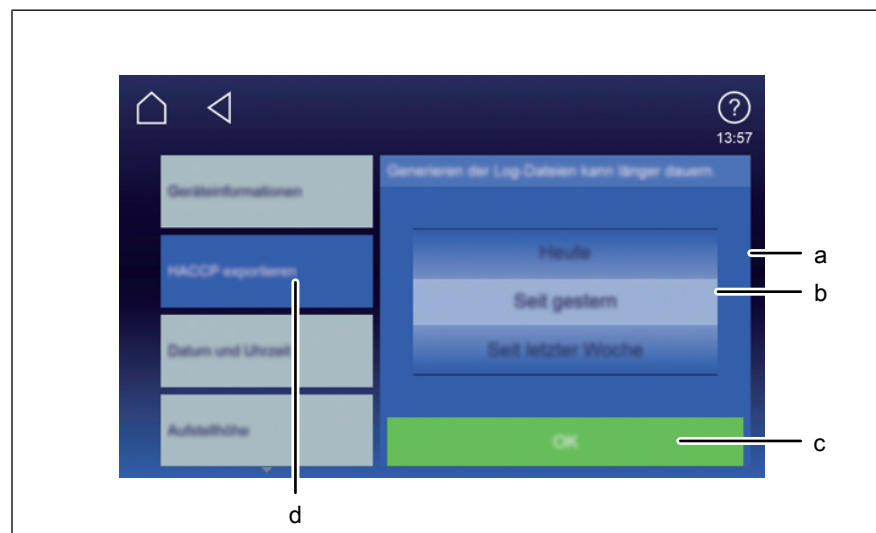 ?
13:57
Geräteinformationen
Generieren der Log-Dateien kann länger dauern.
HACCP exportieren
Heute
a
Seit gestern
b
Datum und Uhrzeit
Seit letzter Woche
Aufstellhöhe
OK
c
d